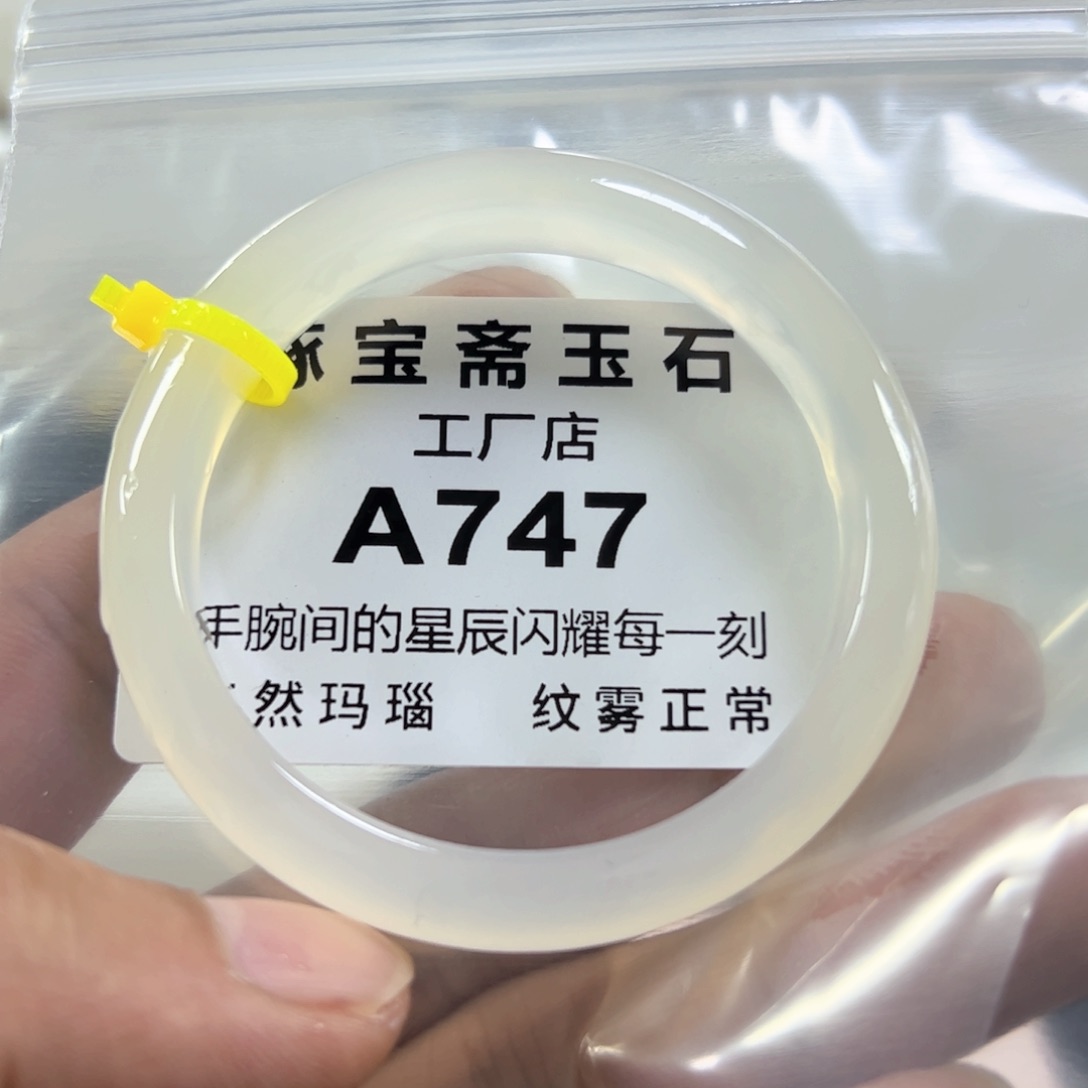 宝斋玉石
工厂店
A747
手腕间的星辰闪耀每一刻
然玛瑙 纹雾正常